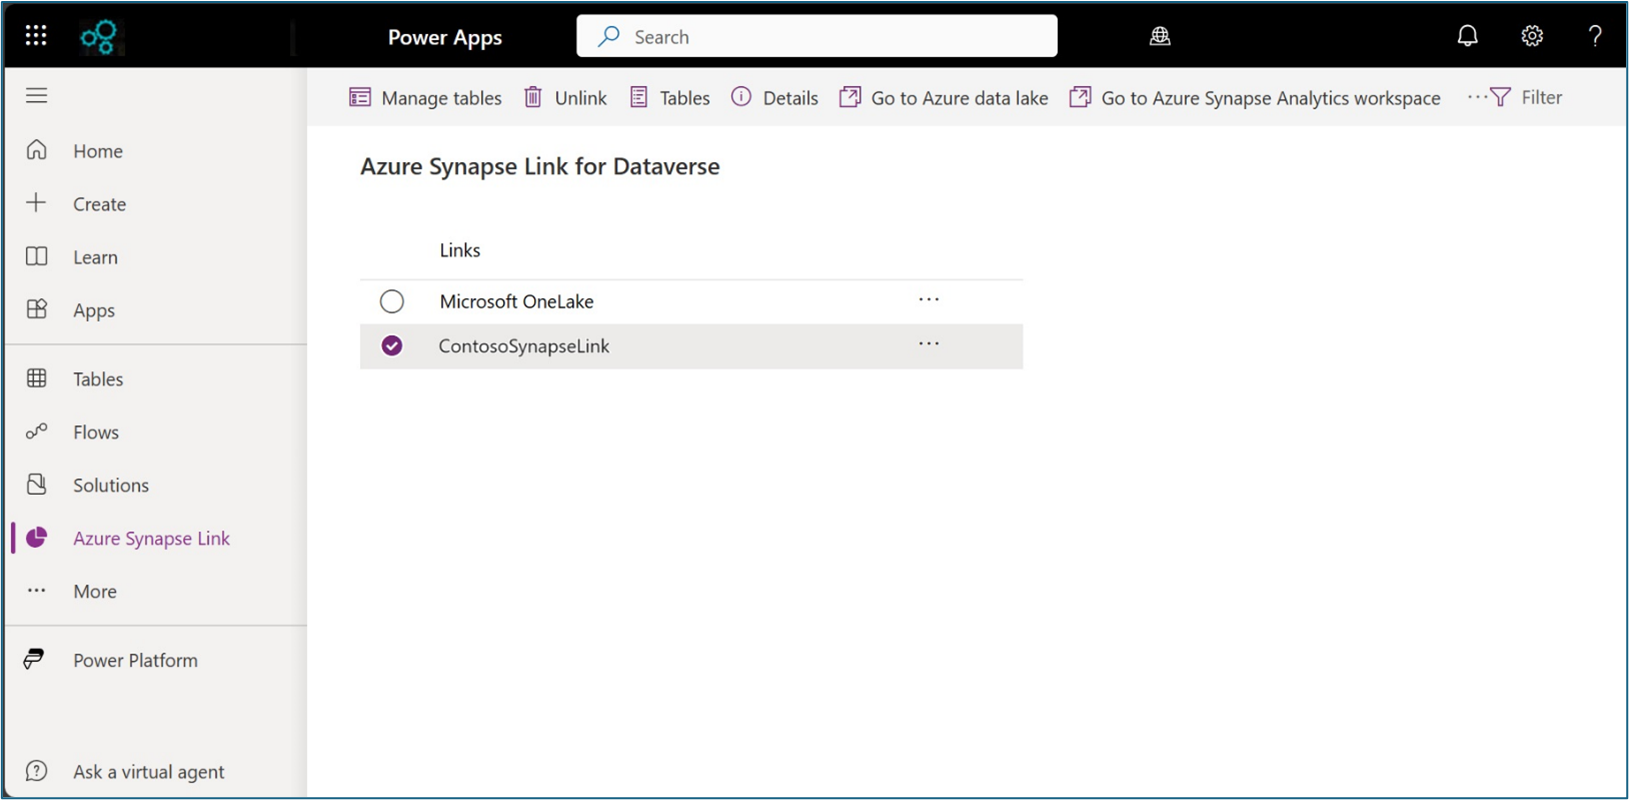 Power Apps
Search
Manage tables Unlink Tables Details Go to Azure data lake Go to Azure Synapse Analytics workspace ··· Filter
Home
Create
Learn
Apps
Tables
Flows
Solutions
Azure Synapse Link
More
Power Platform
Ask a virtual agent
Azure Synapse Link for Dataverse
Links
Microsoft OneLake ···
ContosoSynapseLink ···